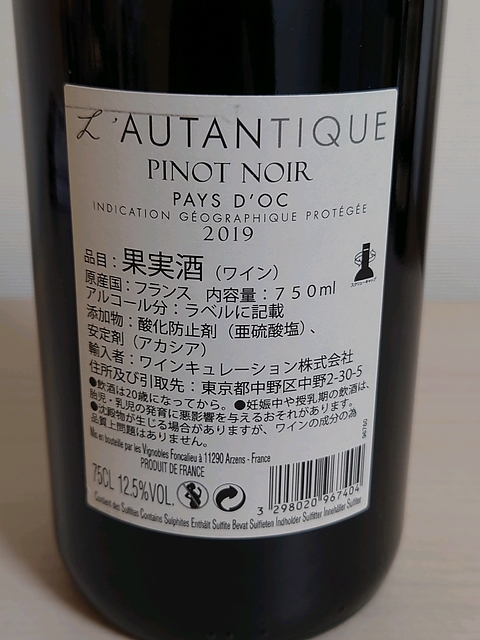 L'AUTANTIQUE
PINOT NOIR
PAYS D'OC
INDICATION GÉOGRAPHIQUE PROTÉGÉE
2019
品目：果実酒（ワイン）
原産国：フランス 内容量：７５０ml
アルコール分：ラベルに記載
添加物：酸化防止剤（亜硫酸塩）、
安定剤（アカシア）
輸入者：ワインキュレーション株式会社
住所及び引取先：東京都中野区中野2-30-5
●飲酒は20歳になってから。●妊娠中や授乳期の飲酒は、
胎児・乳児の発育に悪影響を与えるおそれがあります。
●沈殿物が生じる場合がありますが、ワインの成分の為
品質上問題はありません。
スクリューキャップ
Mis en bouteille par les Vignobles Foncalieu à 11290 Arzens - France
PRODUIT DE FRANCE
75CL 12.5%VOL.
3 298020 967404
Contient des Sulfites Contains Sulphites Enthält Sulfite Bevat Sulfieten Indholder Sulfitter Innehåller Sulfiter